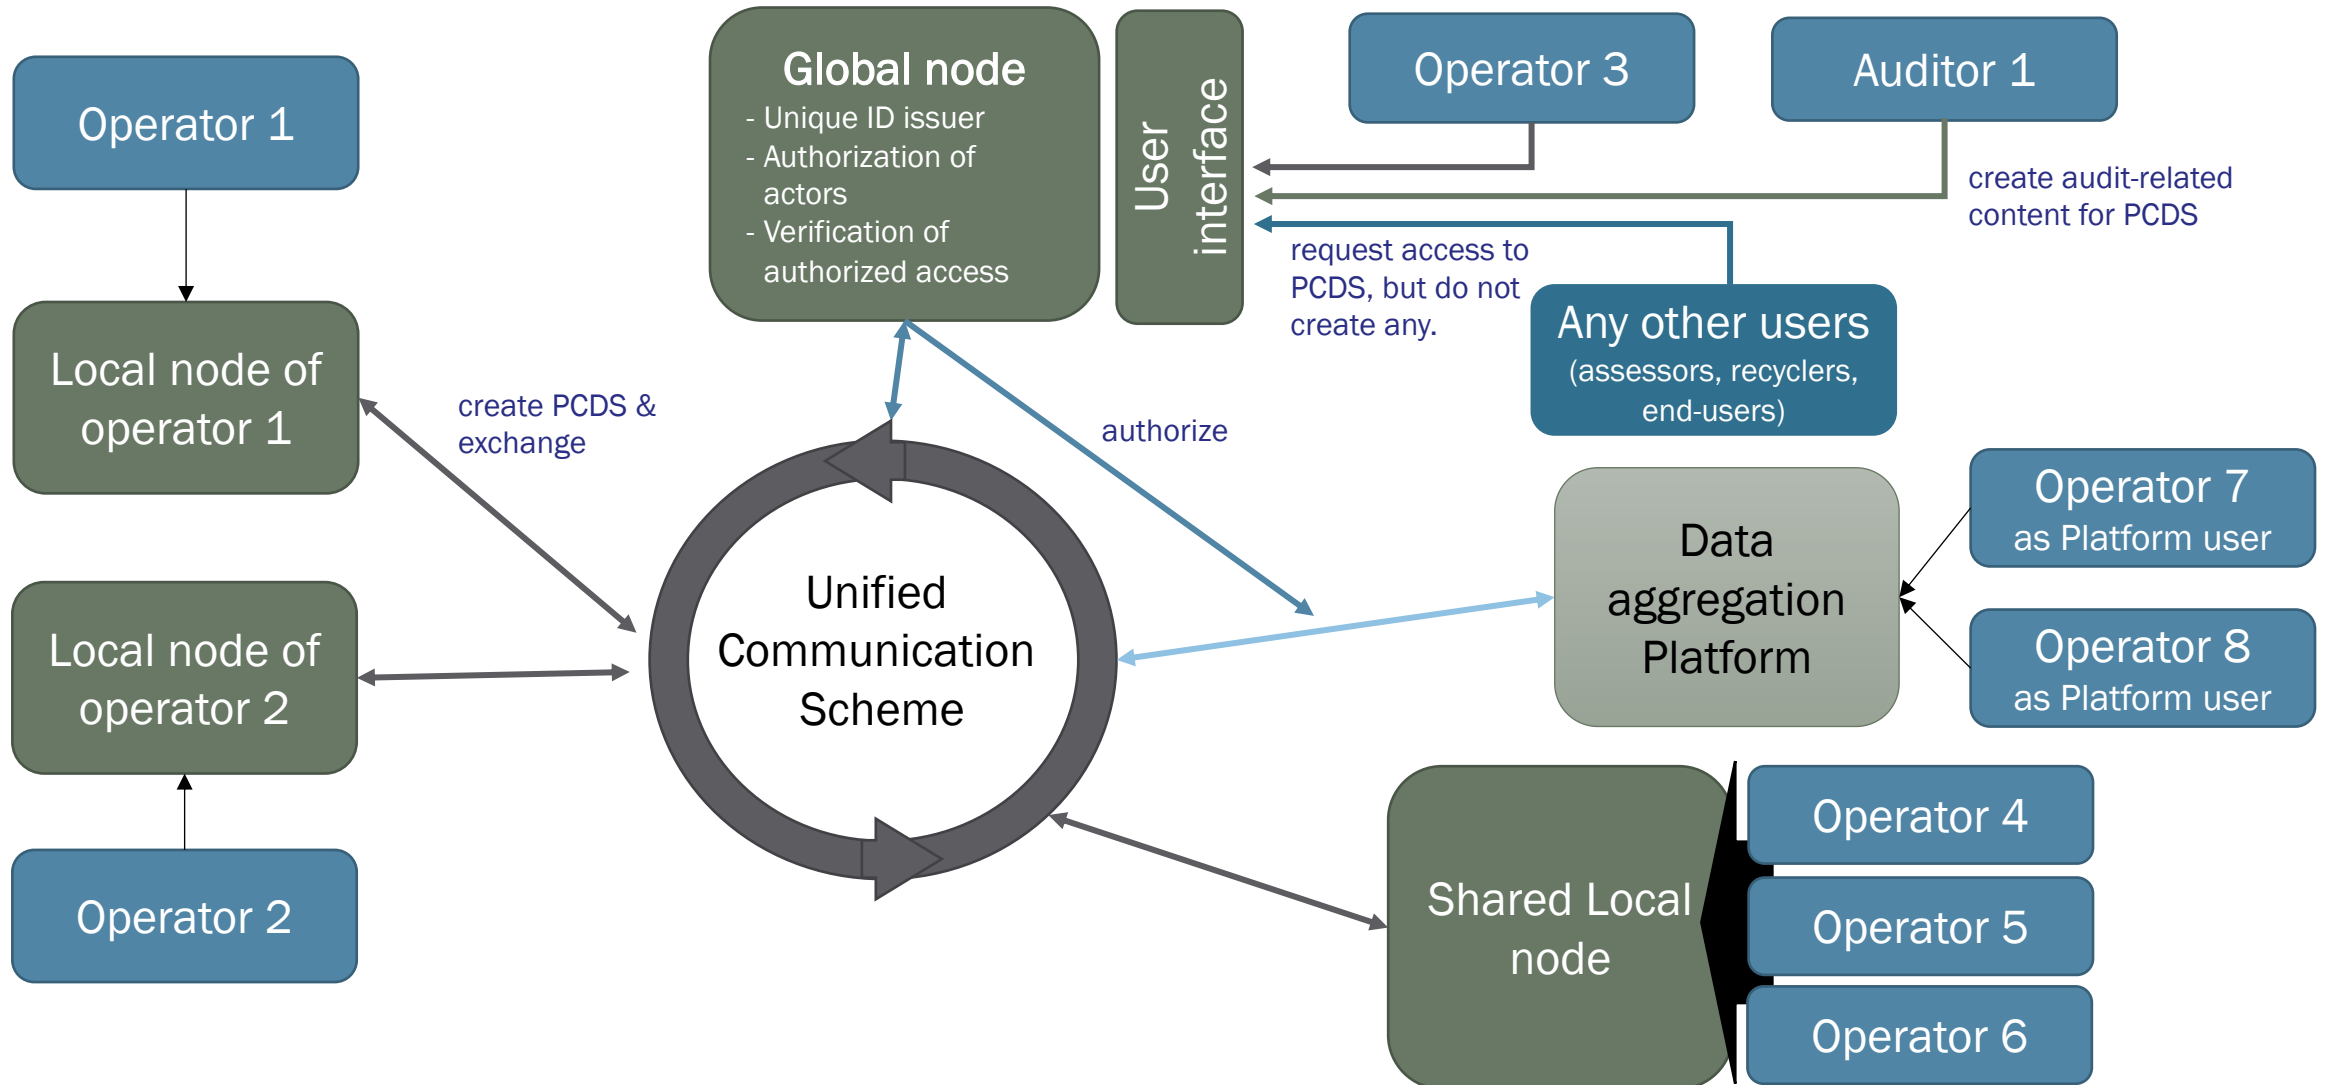 Operator 1
Global node
- Unique ID issuer
- Authorization of
actors
- Verification of
authorized access
User
interface
Operator 3
Auditor 1
create audit-related
content for PCDS
request access to
PCDS, but do not
create any.
Any other users
(assessors, recyclers,
end-users)
Local node of
operator 1
create PCDS &
exchange
authorize
Unified
Communication
Scheme
Data
aggregation
Platform
Operator 7
as Platform user
Operator 8
as Platform user
Local node of
operator 2
Operator 2
Shared Local
node
Operator 4
Operator 5
Operator 6